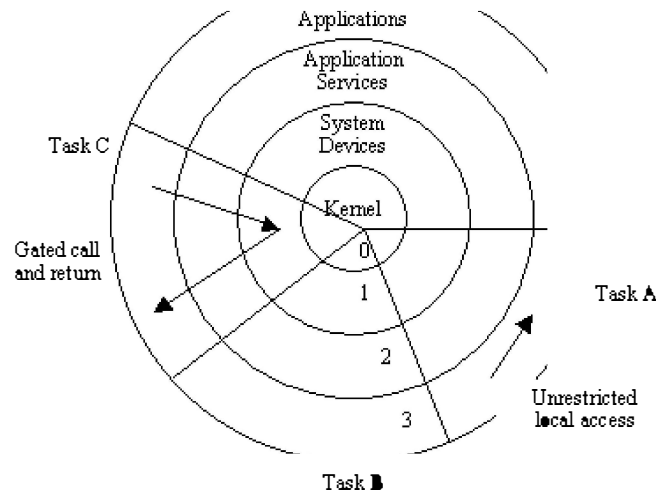 Applications
Application
Services
System
Devices
Task C
Kernel
Gated call
and return
0
1
Task A
2
Unrestricted
local access
3
Task B